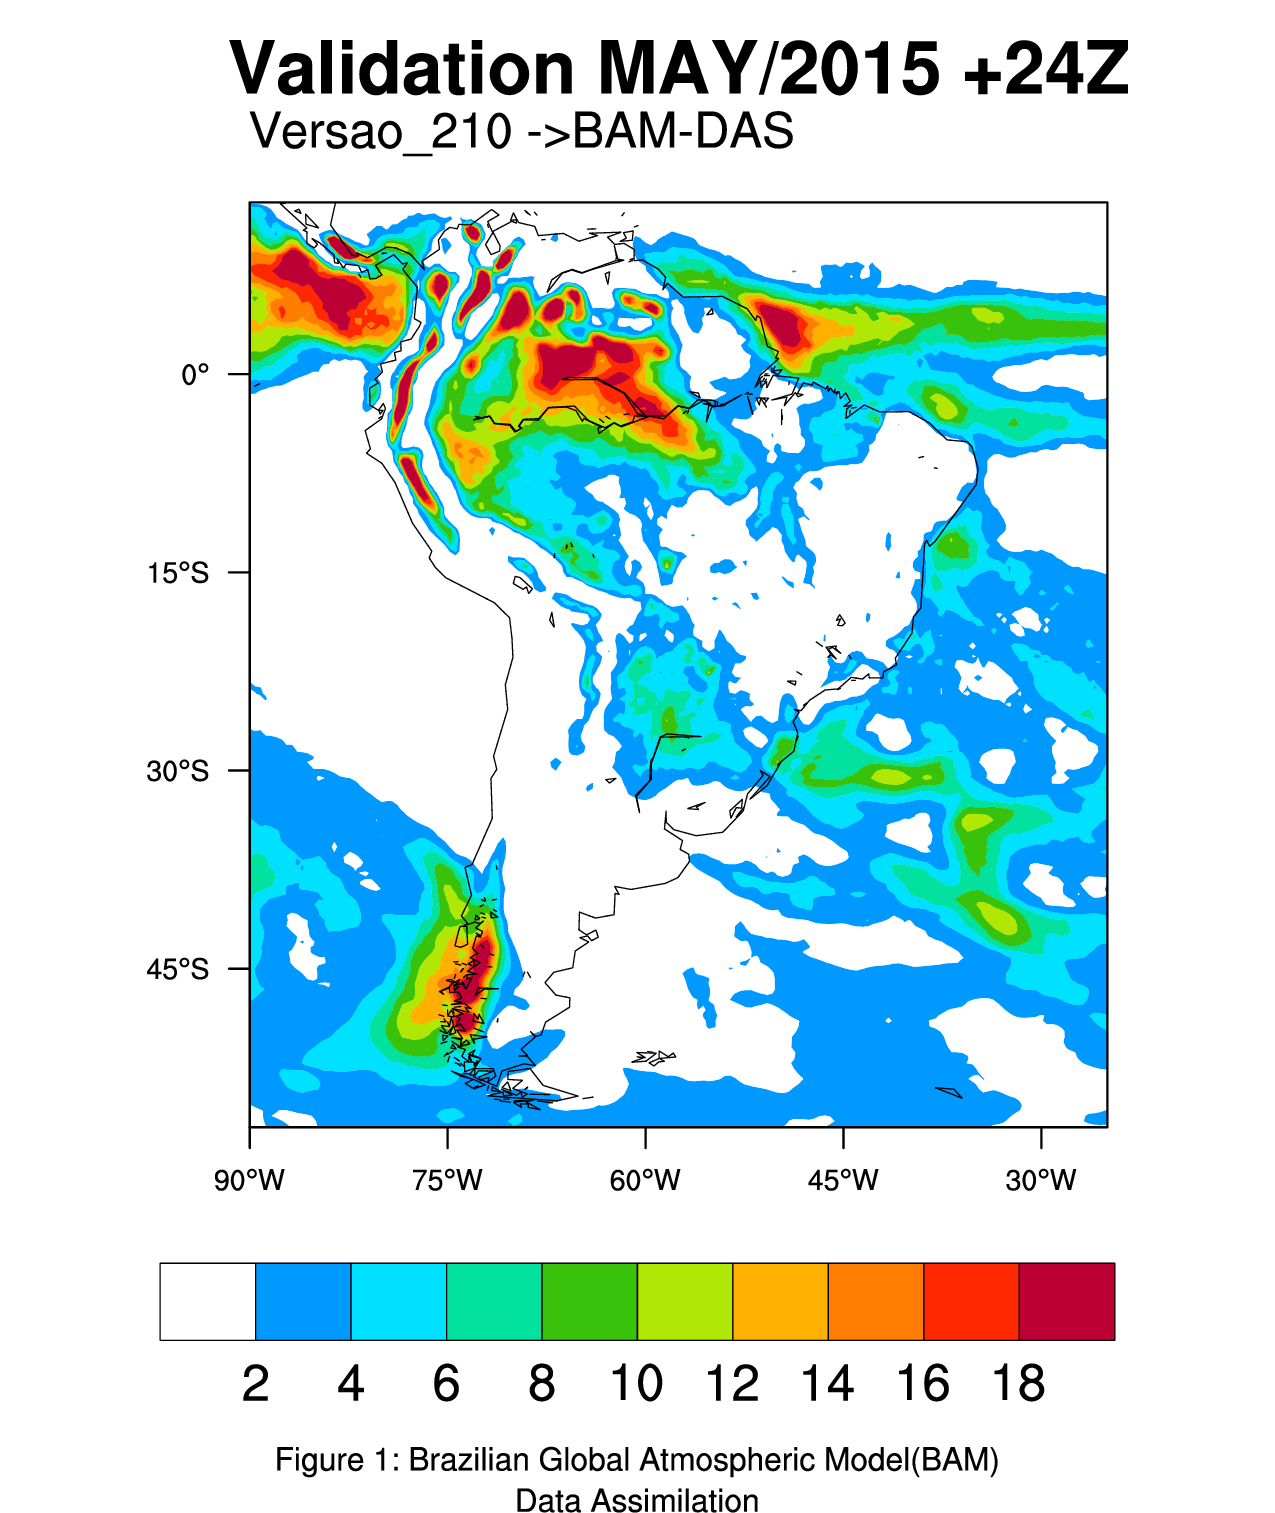 Validation MAY/2015 +24Z
Versao_210 ->BAM-DAS
0°
15°S
30°S
45°S
90°W 75°W 60°W 45°W 30°W
2 4 6 8 10 12 14 16 18
Figure 1: Brazilian Global Atmospheric Model(BAM)
Data Assimilation